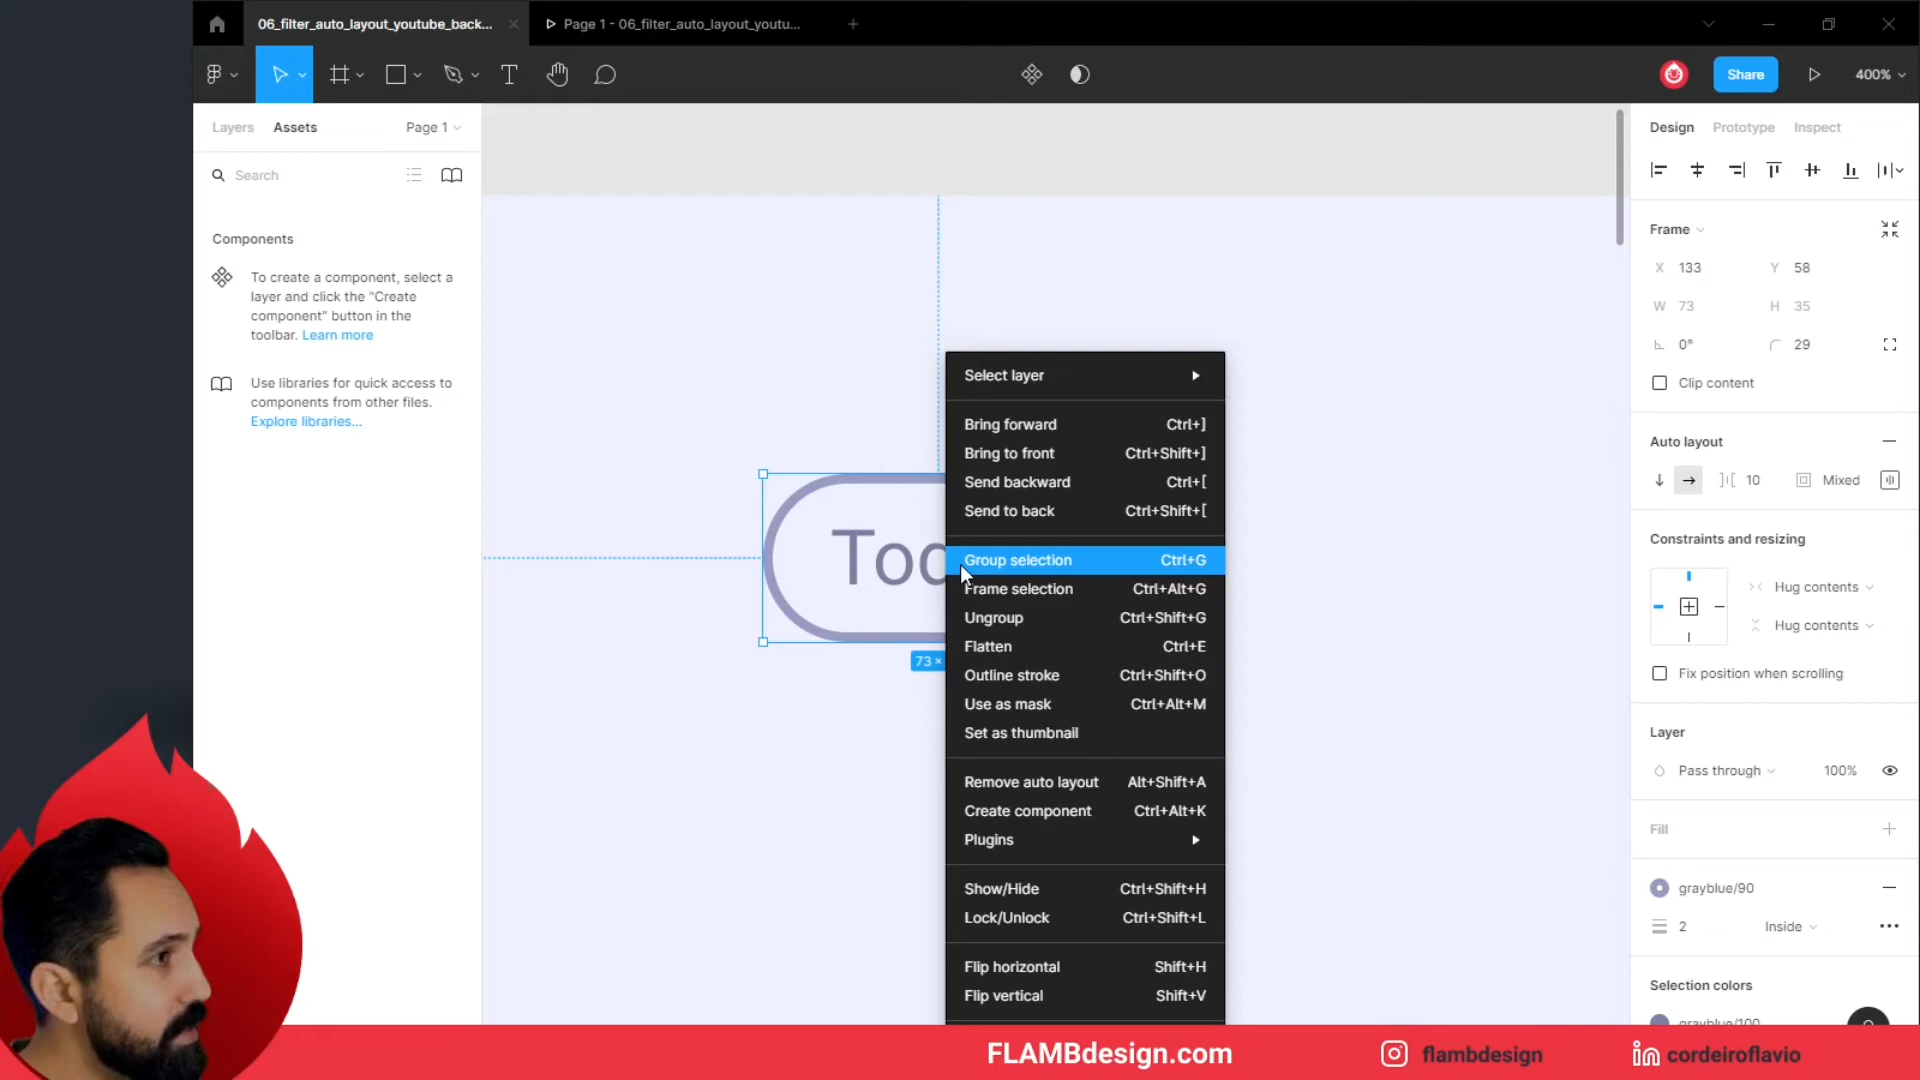 06_filter_auto_layout_youtube_back...
Page 1 - 06_filter_auto_layout_youtu...
Share
400%
Layers
Assets
Page 1
Search
Components
To create a component, select a
layer and click the "Create
component" button in the
toolbar. Learn more
Use libraries for quick access to
components from other files.
Explore libraries...
73 ×
Select layer
Bring forward Ctrl+]
Bring to front Ctrl+Shift+]
Send backward Ctrl+[
Send to back Ctrl+Shift+[
Group selection Ctrl+G
Frame selection Ctrl+Alt+G
Ungroup Ctrl+Shift+G
Flatten Ctrl+E
Outline stroke Ctrl+Shift+O
Use as mask Ctrl+Alt+M
Set as thumbnail
Remove auto layout Alt+Shift+A
Create component Ctrl+Alt+K
Plugins
Show/Hide Ctrl+Shift+H
Lock/Unlock Ctrl+Shift+L
Flip horizontal Shift+H
Flip vertical Shift+V
Design Prototype Inspect
Frame
X 133 Y 58
W 73 H 35
0° 29
Clip content
Auto layout
10 Mixed
Constraints and resizing
Hug contents
Hug contents
Fix position when scrolling
Layer
Pass through 100%
Fill
grayblue/90
2 Inside
Selection colors
grayblue/100
FLAMBdesign.com
flambdesign
cordeiroflavio